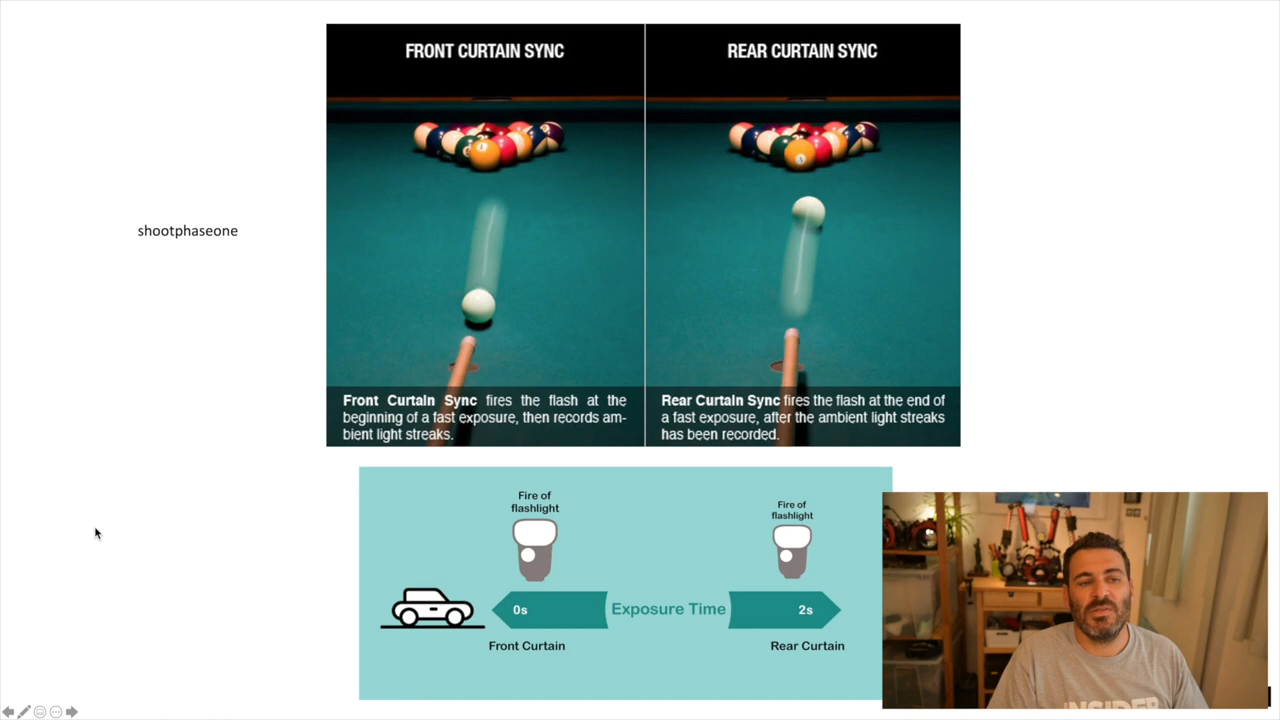 FRONT CURTAIN SYNC
REAR CURTAIN SYNC
shootphaseone
Front Curtain Sync fires the flash at the
beginning of a fast exposure, then records am-
bient light streaks.
Rear Curtain Sync fires the flash at the end of
a fast exposure, after the ambient light streaks
has been recorded.
Fire of
flashlight
Fire of
flashlight
0s
Exposure Time
2s
Front Curtain
Rear Curtain
INSIDER